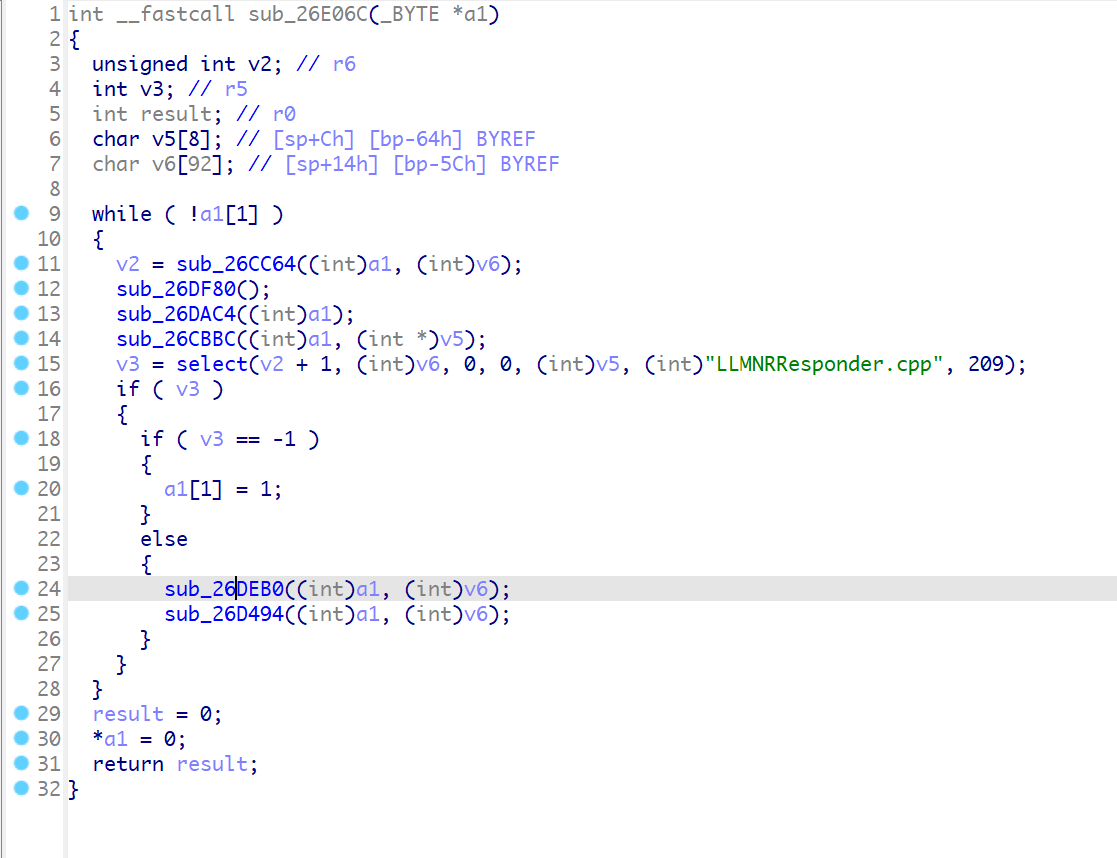 1 int __fastcall sub_26E06C(_BYTE *a1)
2 {
3   unsigned int v2; // r6
4   int v3; // r5
5   int result; // r0
6   char v5[8]; // [sp+Ch] [bp-64h] BYREF
7   char v6[92]; // [sp+14h] [bp-5Ch] BYREF
8
9   while ( !a1[1] )
10   {
11     v2 = sub_26CC64((int)a1, (int)v6);
12     sub_26DF80();
13     sub_26DAC4((int)a1);
14     sub_26CBBC((int)a1, (int *)v5);
15     v3 = select(v2 + 1, (int)v6, 0, 0, (int)v5, (int)"LLMNRResponder.cpp", 209);
16     if ( v3 )
17     {
18       if ( v3 == -1 )
19       {
20         a1[1] = 1;
21       }
22       else
23       {
24         sub_26DEB0((int)a1, (int)v6);
25         sub_26D494((int)a1, (int)v6);
26       }
27     }
28   }
29   result = 0;
30   *a1 = 0;
31   return result;
32 }